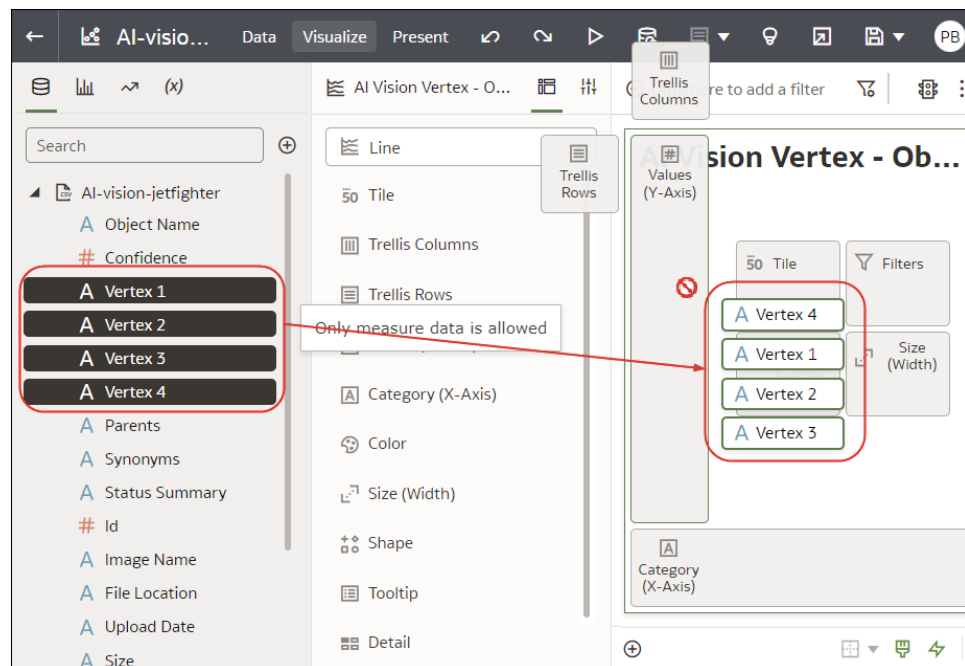 AI-visio...
Data
Visualize
Present
PB
(X)
AI Vision Vertex - O...
re to add a filter
Trellis
Columns
Search
Line
Trellis
Rows
Values
(Y-Axis)
Vision Vertex - Ob...
AI-vision-jetfighter
A Object Name
# Confidence
A Vertex 1
A Vertex 2
A Vertex 3
A Vertex 4
A Parents
A Synonyms
A Status Summary
# Id
A Image Name
A File Location
A Upload Date
A Size
50 Tile
Trellis Columns
Trellis Rows
Only measure data is allowed
Category (X-Axis)
Color
Size (Width)
Shape
Tooltip
Detail
50 Tile
Filters
A Vertex 4
A Vertex 1
A Vertex 2
A Vertex 3
Size
(Width)
Category
(X-Axis)